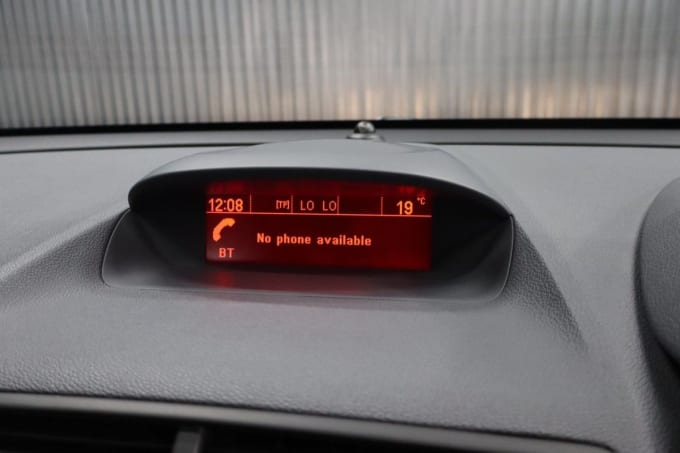 12:08 [TP] LO LO 19 °C
No phone available
BT